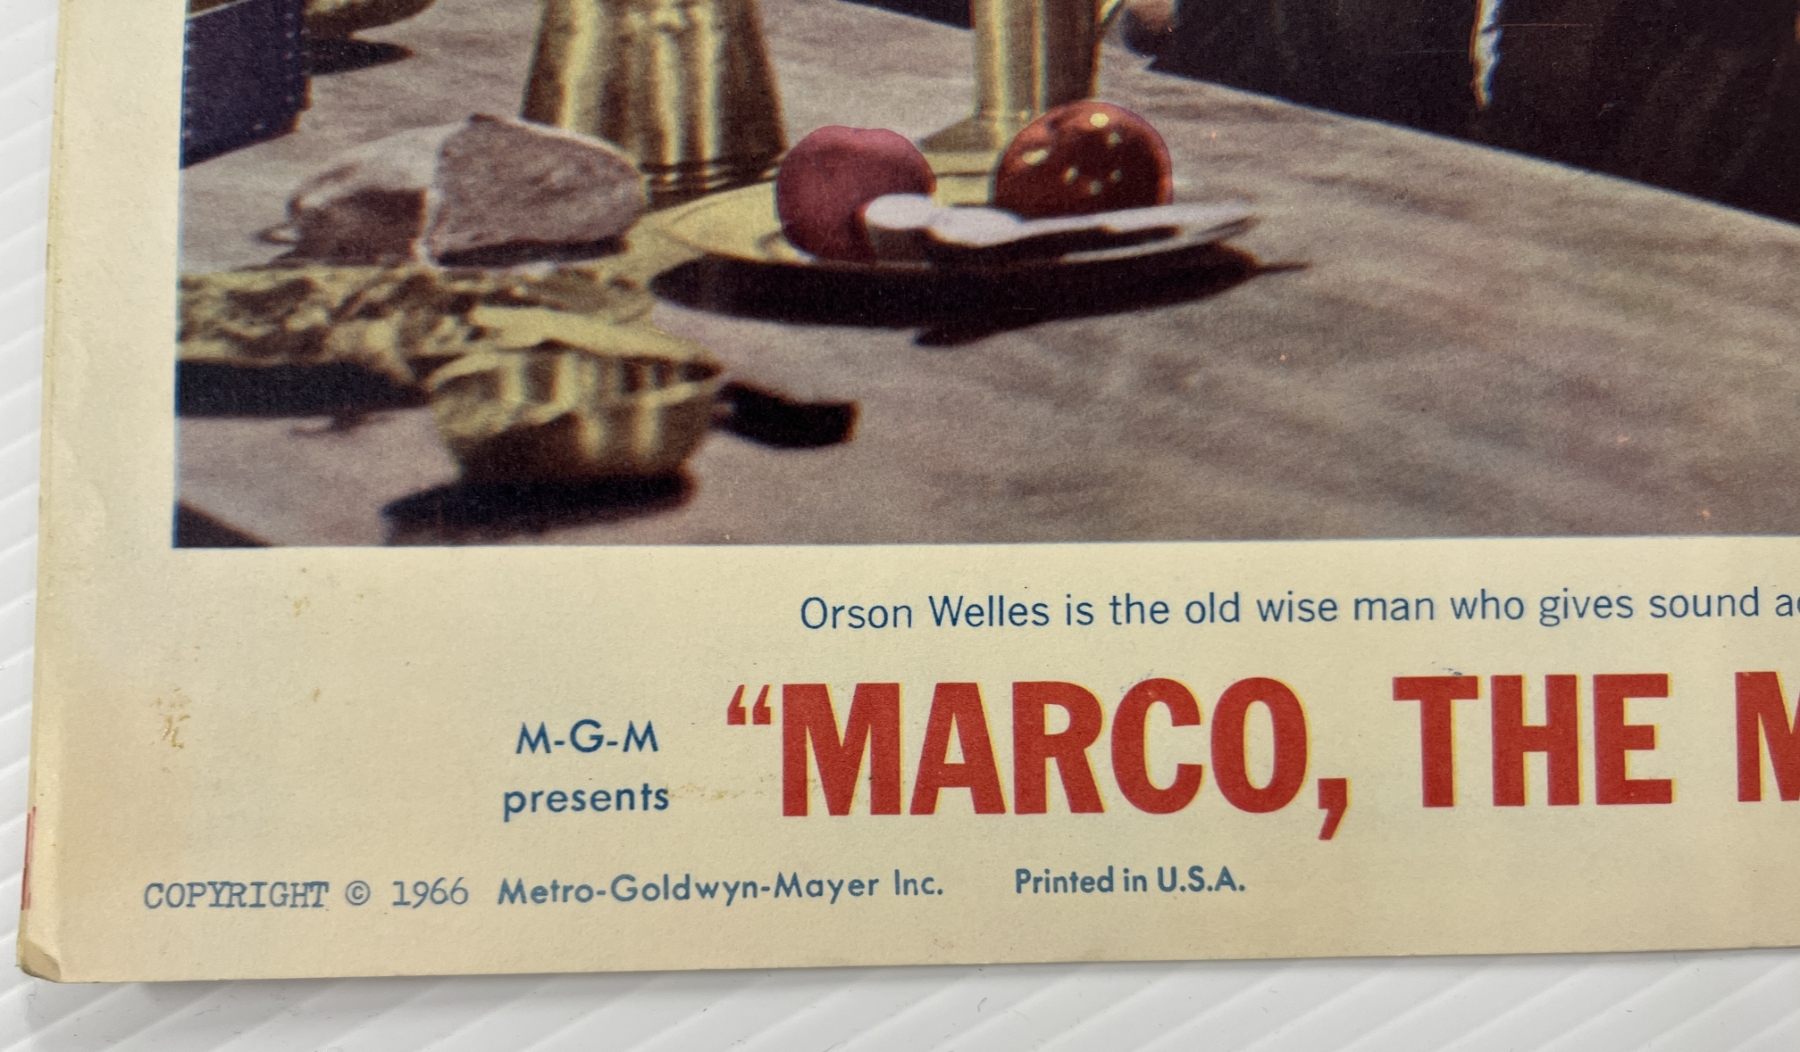 Orson Welles is the old wise man who gives sound
M-G-M
presents
“MARCO, THE M
COPYRIGHT © 1966 Metro-Goldwyn-Mayer Inc. Printed in U.S.A.